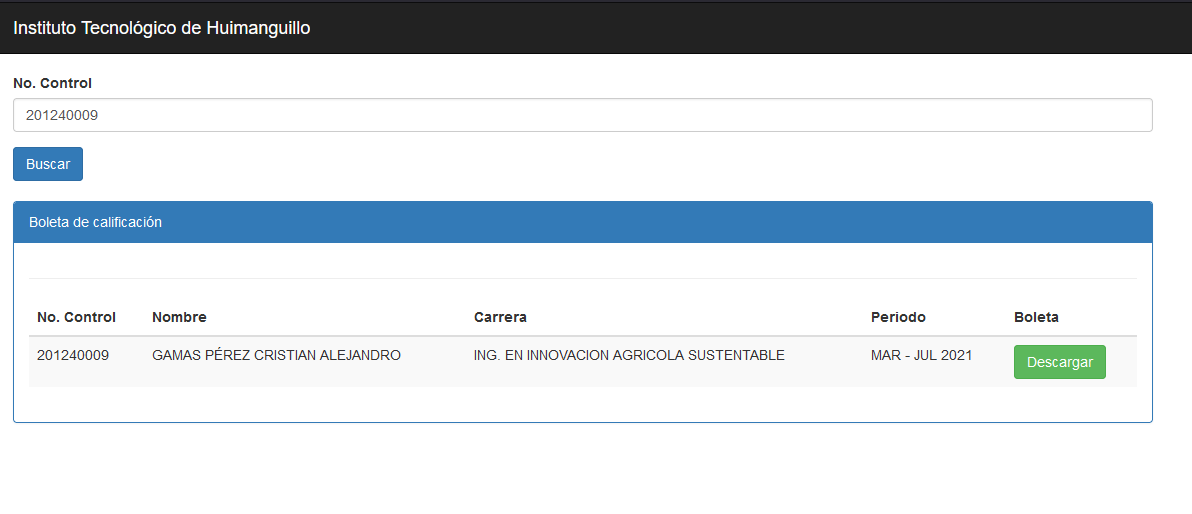 Instituto Tecnológico de Huimanguillo
No. Control
201240009
Buscar
Boleta de calificación
No. Control Nombre Carrera Periodo Boleta
201240009 GAMAS PÉREZ CRISTIAN ALEJANDRO ING. EN INNOVACION AGRICOLA SUSTENTABLE MAR - JUL 2021 Descargar